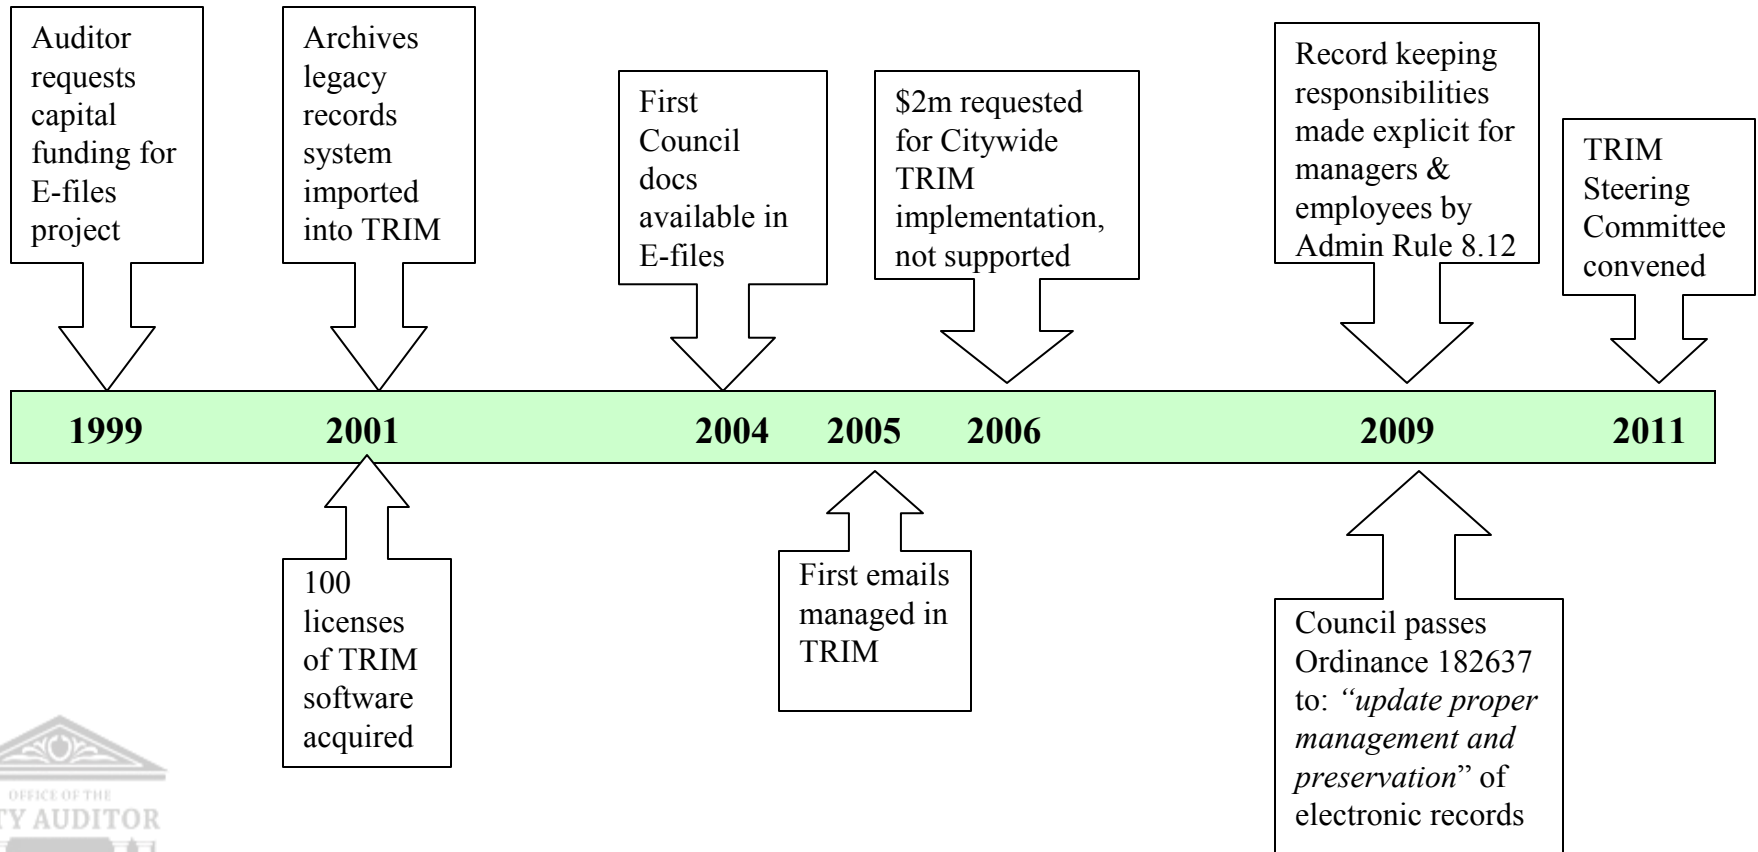 Auditor
requests
capital
funding for
E-files
project
Archives
legacy
records
system
imported
into TRIM
First
Council
docs
available in
E-files
$2m requested
for Citywide
TRIM
implementation,
not supported
Record keeping
responsibilities
made explicit for
managers &
employees by
Admin Rule 8.12
TRIM
Steering
Committee
convened
1999 2001 2004 2005 2006 2009 2011
100
licenses
of TRIM
software
acquired
First emails
managed in
TRIM
Council passes
Ordinance 182637
to: “update proper
management and
preservation” of
electronic records
OFFICE OF THE
TY AUDITOR